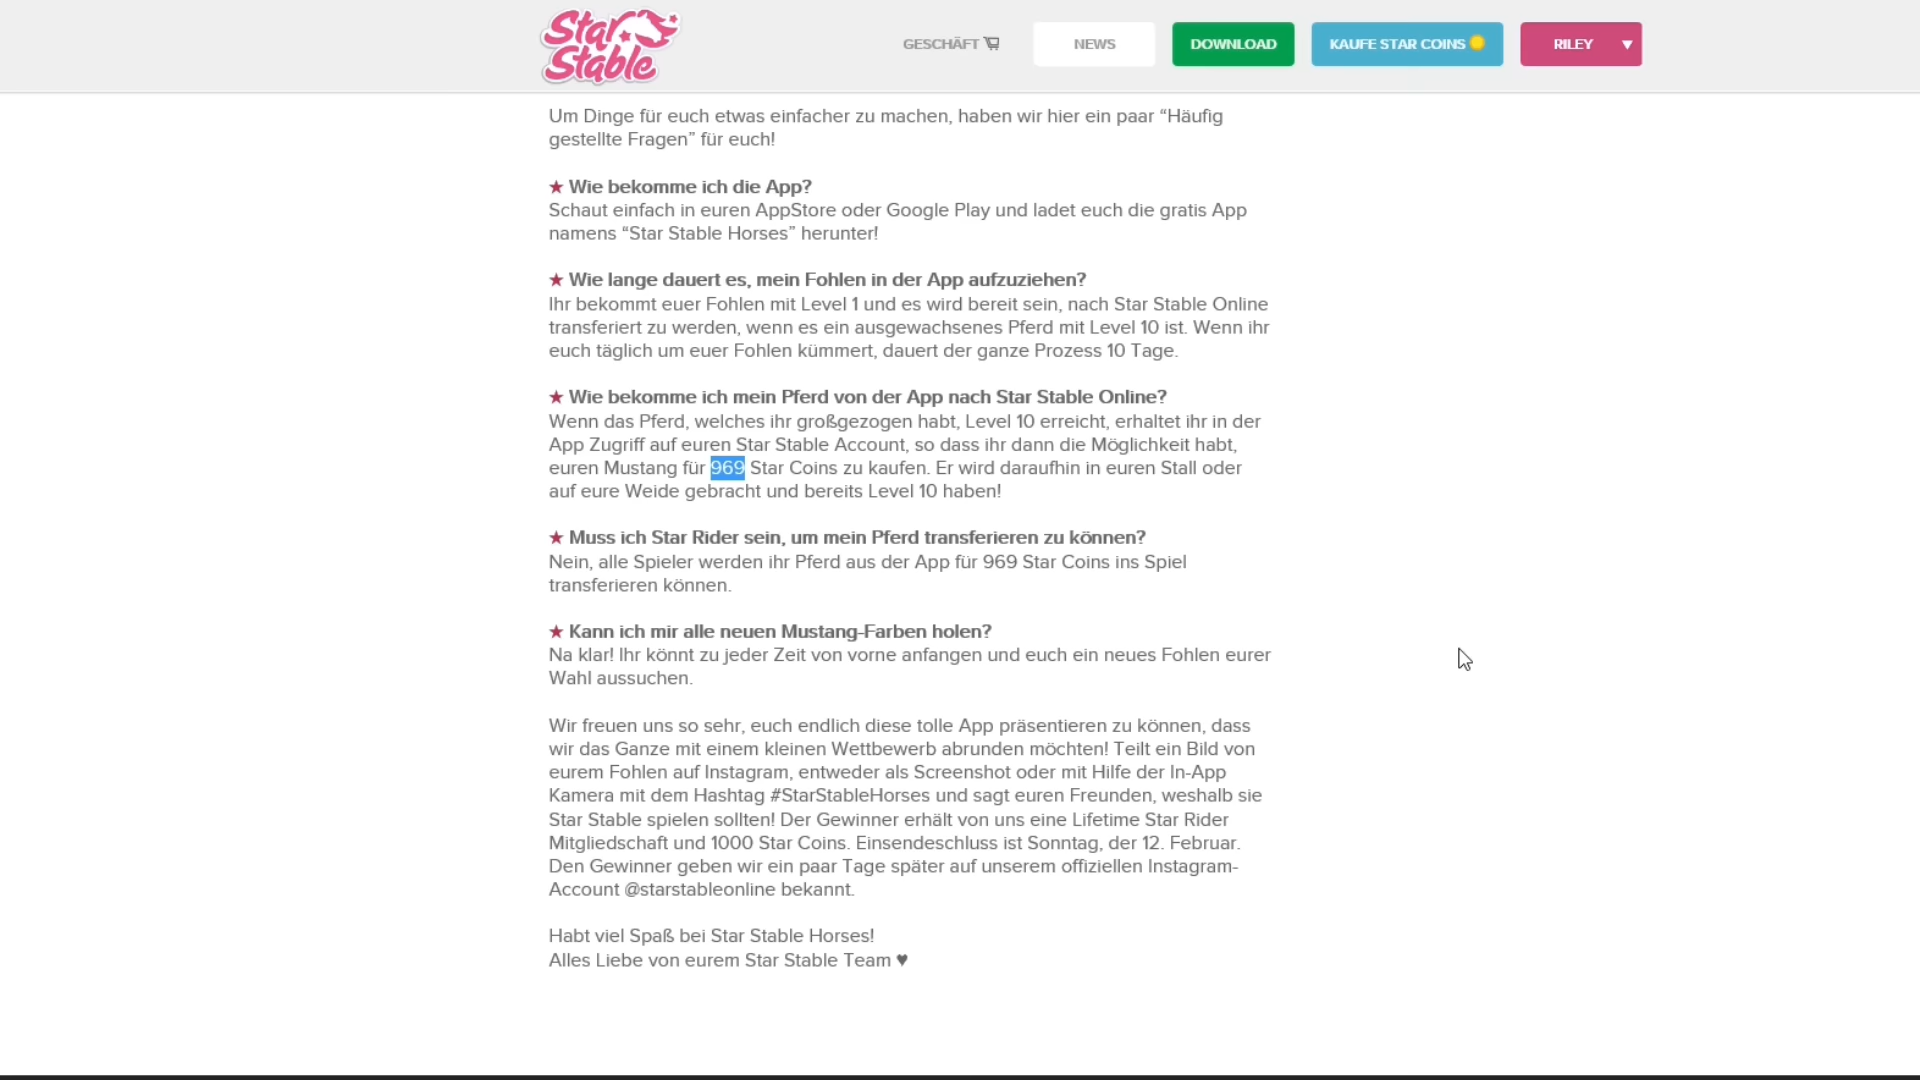 Star
Stable
GESCHÄFT
NEWS
DOWNLOAD
KAUFE STAR COINS
RILEY ▼
Um Dinge für euch etwas einfacher zu machen, haben wir hier ein paar “Häufig
gestellte Fragen” für euch!
★ Wie bekomme ich die App?
Schaut einfach in euren AppStore oder Google Play und ladet euch die gratis App
namens “Star Stable Horses” herunter!
★ Wie lange dauert es, mein Fohlen in der App aufzuziehen?
Ihr bekommt euer Fohlen mit Level 1 und es wird bereit sein, nach Star Stable Online
transferiert zu werden, wenn es ein ausgewachsenes Pferd mit Level 10 ist. Wenn ihr
euch täglich um euer Fohlen kümmert, dauert der ganze Prozess 10 Tage.
★ Wie bekomme ich mein Pferd von der App nach Star Stable Online?
Wenn das Pferd, welches ihr großgezogen habt, Level 10 erreicht, erhaltet ihr in der
App Zugriff auf euren Star Stable Account, so dass ihr dann die Möglichkeit habt,
euren Mustang für 969 Star Coins zu kaufen. Er wird daraufhin in euren Stall oder
auf eure Weide gebracht und bereits Level 10 haben!
★ Muss ich Star Rider sein, um mein Pferd transferieren zu können?
Nein, alle Spieler werden ihr Pferd aus der App für 969 Star Coins ins Spiel
transferieren können.
★ Kann ich mir alle neuen Mustang-Farben holen?
Na klar! Ihr könnt zu jeder Zeit von vorne anfangen und euch ein neues Fohlen eurer
Wahl aussuchen.
Wir freuen uns so sehr, euch endlich diese tolle App präsentieren zu können, dass
wir das Ganze mit einem kleinen Wettbewerb abrunden möchten! Teilt ein Bild von
eurem Fohlen auf Instagram, entweder als Screenshot oder mit Hilfe der In-App
Kamera mit dem Hashtag #StarStableHorses und sagt euren Freunden, weshalb sie
Star Stable spielen sollten! Der Gewinner erhält von uns eine Lifetime Star Rider
Mitgliedschaft und 1000 Star Coins. Einsendeschluss ist Sonntag, der 12. Februar.
Den Gewinner geben wir ein paar Tage später auf unserem offiziellen Instagram-
Account @starstableonline bekannt.
Habt viel Spaß bei Star Stable Horses!
Alles Liebe von eurem Star Stable Team ♥